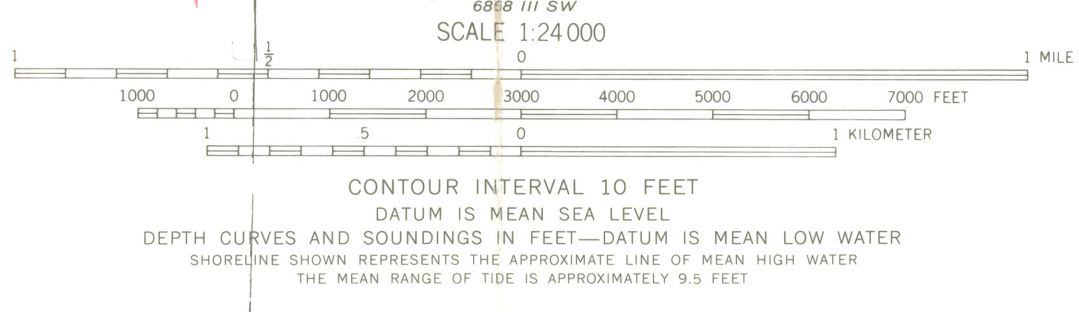 6868 III SW
SCALE 1:24 000
1 1/2 0 1 MILE
1000 0 1000 2000 3000 4000 5000 6000 7000 FEET
1 .5 0 1 KILOMETER
CONTOUR INTERVAL 10 FEET
DATUM IS MEAN SEA LEVEL
DEPTH CURVES AND SOUNDINGS IN FEET—DATUM IS MEAN LOW WATER
SHORELINE SHOWN REPRESENTS THE APPROXIMATE LINE OF MEAN HIGH WATER
THE MEAN RANGE OF TIDE IS APPROXIMATELY 9.5 FEET